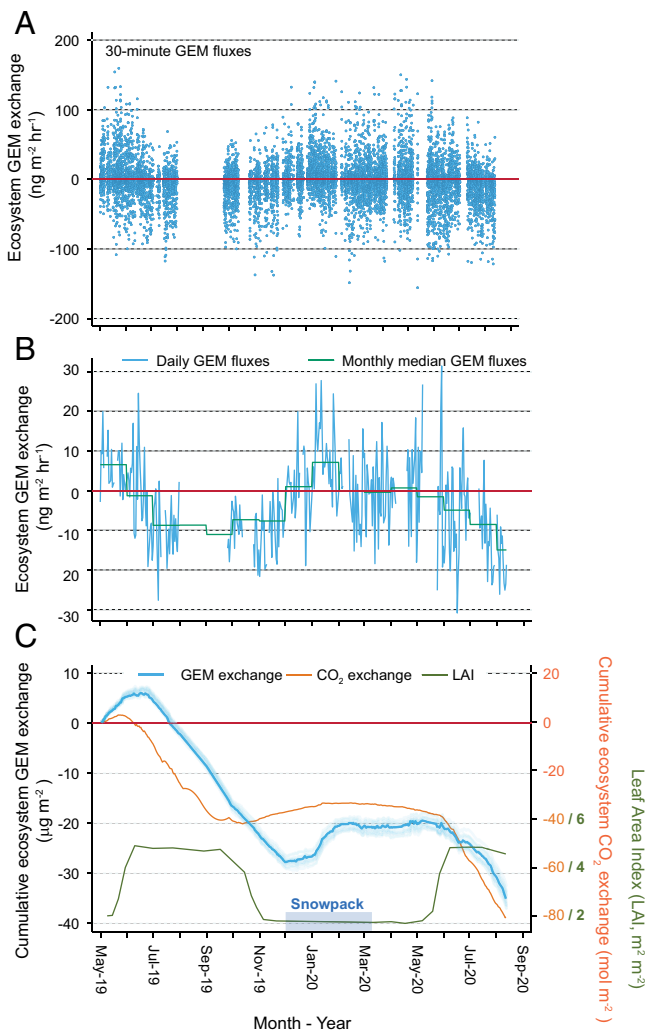 A
30-minute GEM fluxes
200
100
0
-100
-200
Ecosystem GEM exchange
(ng m⁻² hr⁻¹)
B
Daily GEM fluxes
Monthly median GEM fluxes
30
20
10
0
-10
20
-30
Ecosystem GEM exchange
(ng m⁻² hr⁻¹)
C
GEM exchange
CO₂ exchange
LAI
10
0
-10
-20
-30
-40
Cumulative ecosystem GEM exchange
(µg m⁻²)
20
0
-20
-40 / 6
-60 / 4
-80 / 2
Cumulative ecosystem CO₂
exchange (mol m⁻²)
Leaf Area Index (LAI, m² m⁻²)
Snowpack
May-19
Jul-19
Sep-19
Nov-19
Jan-20
Mar-20
May-20
Jul-20
Sep-20
Month - Year